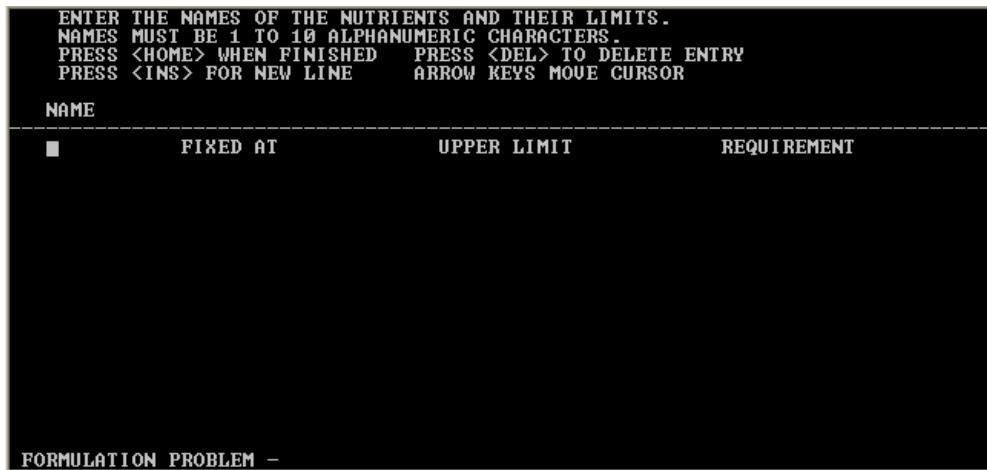 ENTER THE NAMES OF THE NUTRIENTS AND THEIR LIMITS.
NAMES MUST BE 1 TO 10 ALPHANUMERIC CHARACTERS.
PRESS <HOME> WHEN FINISHED PRESS <DEL> TO DELETE ENTRY
PRESS <INS> FOR NEW LINE ARROW KEYS MOVE CURSOR
NAME
FIXED AT UPPER LIMIT REQUIREMENT
FORMULATION PROBLEM -